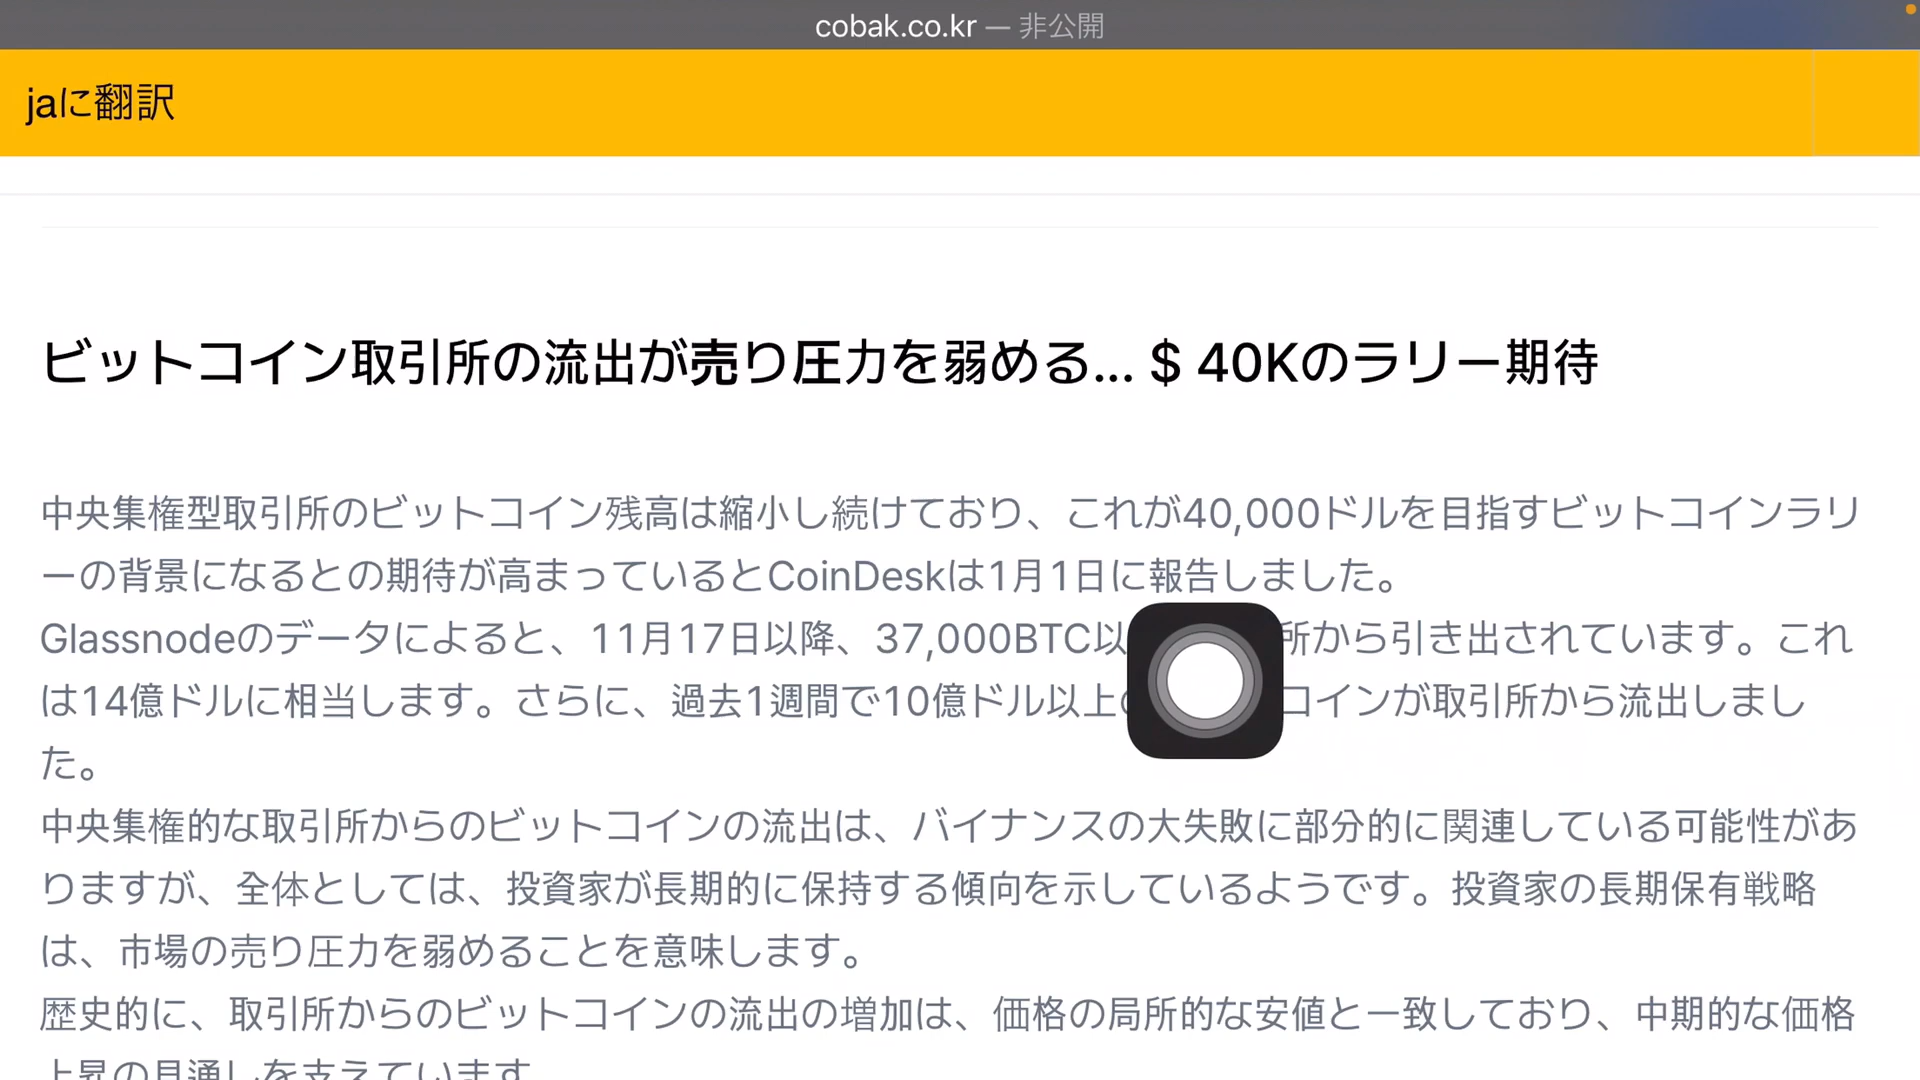 cobak.co.kr — 非公開
jaに翻訳
ビットコイン取引所の流出が売り圧力を弱める... $ 40Kのラリー期待
中央集権型取引所のビットコイン残高は縮小し続けており、これが40,000ドルを目指すビットコインラリ
ーの背景になるとの期待が高まっているとCoinDeskは1月1日に報告しました。
Glassnodeのデータによると、11月17日以降、37,000BTC以 所から引き出されています。これ
は14億ドルに相当します。さらに、過去1週間で10億ドル以上 コインが取引所から流出しまし
た。
中央集権的な取引所からのビットコインの流出は、バイナンスの大失敗に部分的に関連している可能性があ
りますが、全体としては、投資家が長期的に保持する傾向を示しているようです。投資家の長期保有戦略
は、市場の売り圧力を弱めることを意味します。
歴史的に、取引所からのビットコインの流出の増加は、価格の局所的な安値と一致しており、中期的な価格
上昇の見通しを支えています